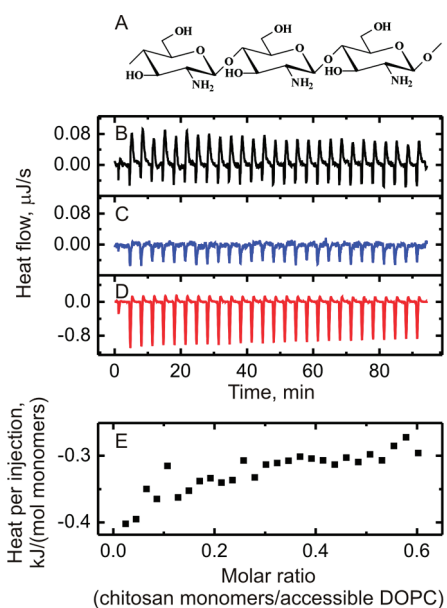 A
OH
OH
OH
O
O
O
O
O
O
HO
HO
HO
NH2
NH2
NH2
B
0.08
0.00
C
0.08
0.00
D
0.0
-0.8
Heat flow, μJ/s
0 20 40 60 80
Time, min
E
-0.3
-0.4
Heat per injection,
kJ/(mol monomers)
0.0 0.2 0.4 0.6
Molar ratio
(chitosan monomers/accessible DOPC)